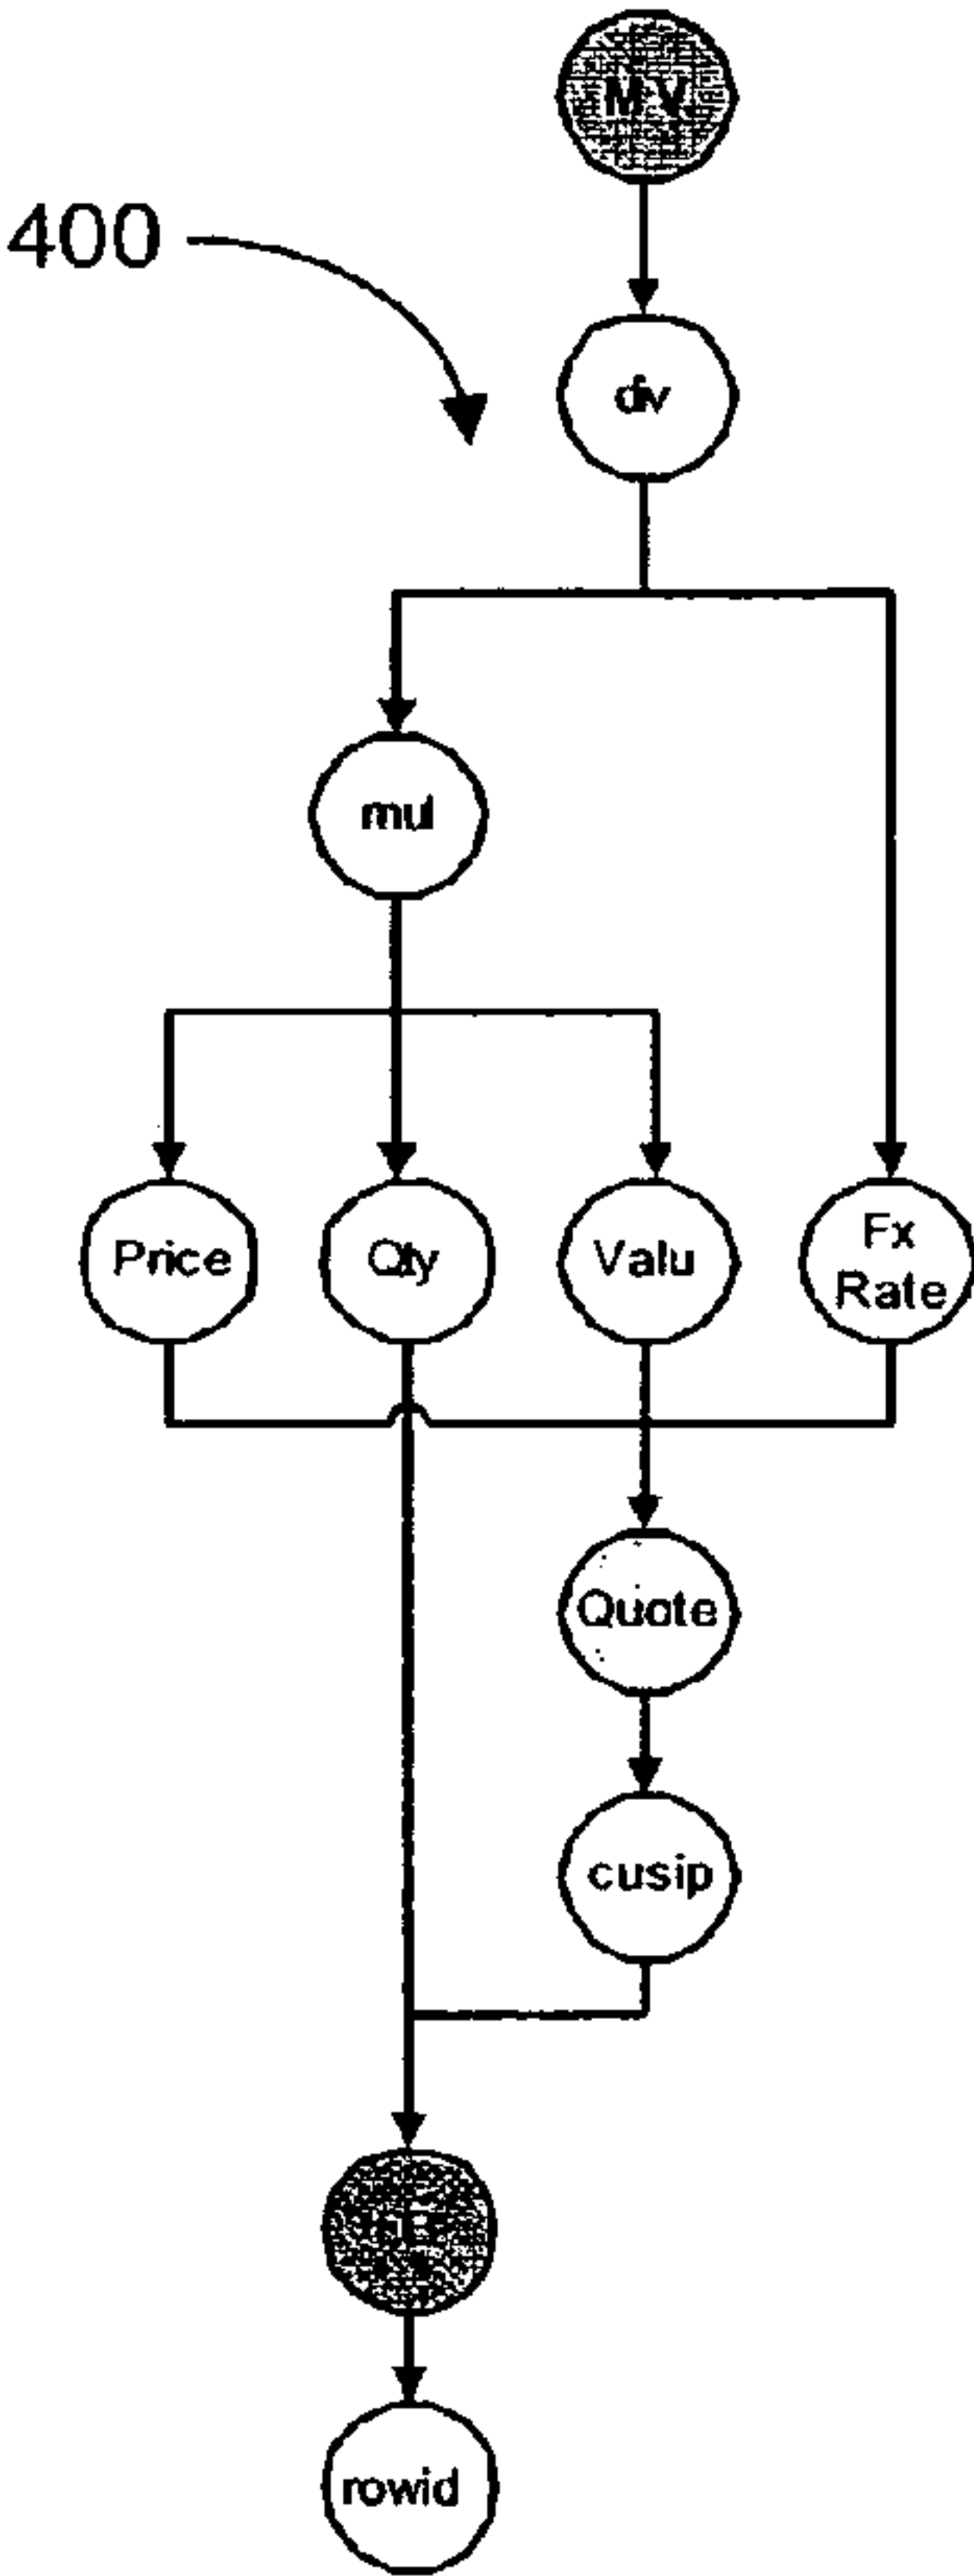 MV
400
div
mul
Price
Qty
Valu
Fx
Rate
Quote
cusip
rowid